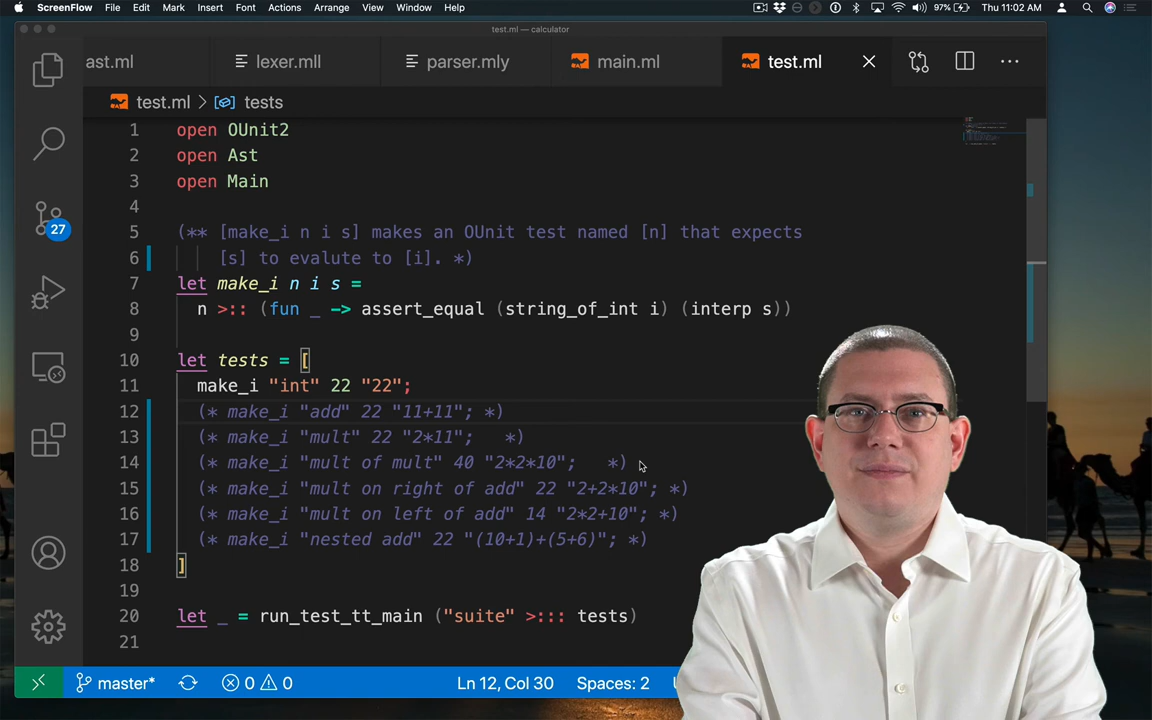 ScreenFlow File Edit Mark Insert Font Actions Arrange View Window Help 97% Thu 11:02 AM
test.ml — calculator
ast.ml lexer.mll parser.mly main.ml test.ml
test.ml > tests
1 open OUnit2
2 open Ast
3 open Main
4
5 (** [make_i n i s] makes an OUnit test named [n] that expects
6 [s] to evalute to [i]. *)
7 let make_i n i s =
8 n >:: (fun _ -> assert_equal (string_of_int i) (interp s))
9
10 let tests = [
11 make_i "int" 22 "22";
12 (* make_i "add" 22 "11+11"; *)
13 (* make_i "mult" 22 "2*11"; *)
14 (* make_i "mult of mult" 40 "2*2*10"; *)
15 (* make_i "mult on right of add" 22 "2+2*10"; *)
16 (* make_i "mult on left of add" 14 "2*2+10"; *)
17 (* make_i "nested add" 22 "(10+1)+(5+6)"; *)
18 ]
19
20 let _ = run_test_tt_main ("suite" >::: tests)
21
27
master* 0 0 Ln 12, Col 30 Spaces: 2